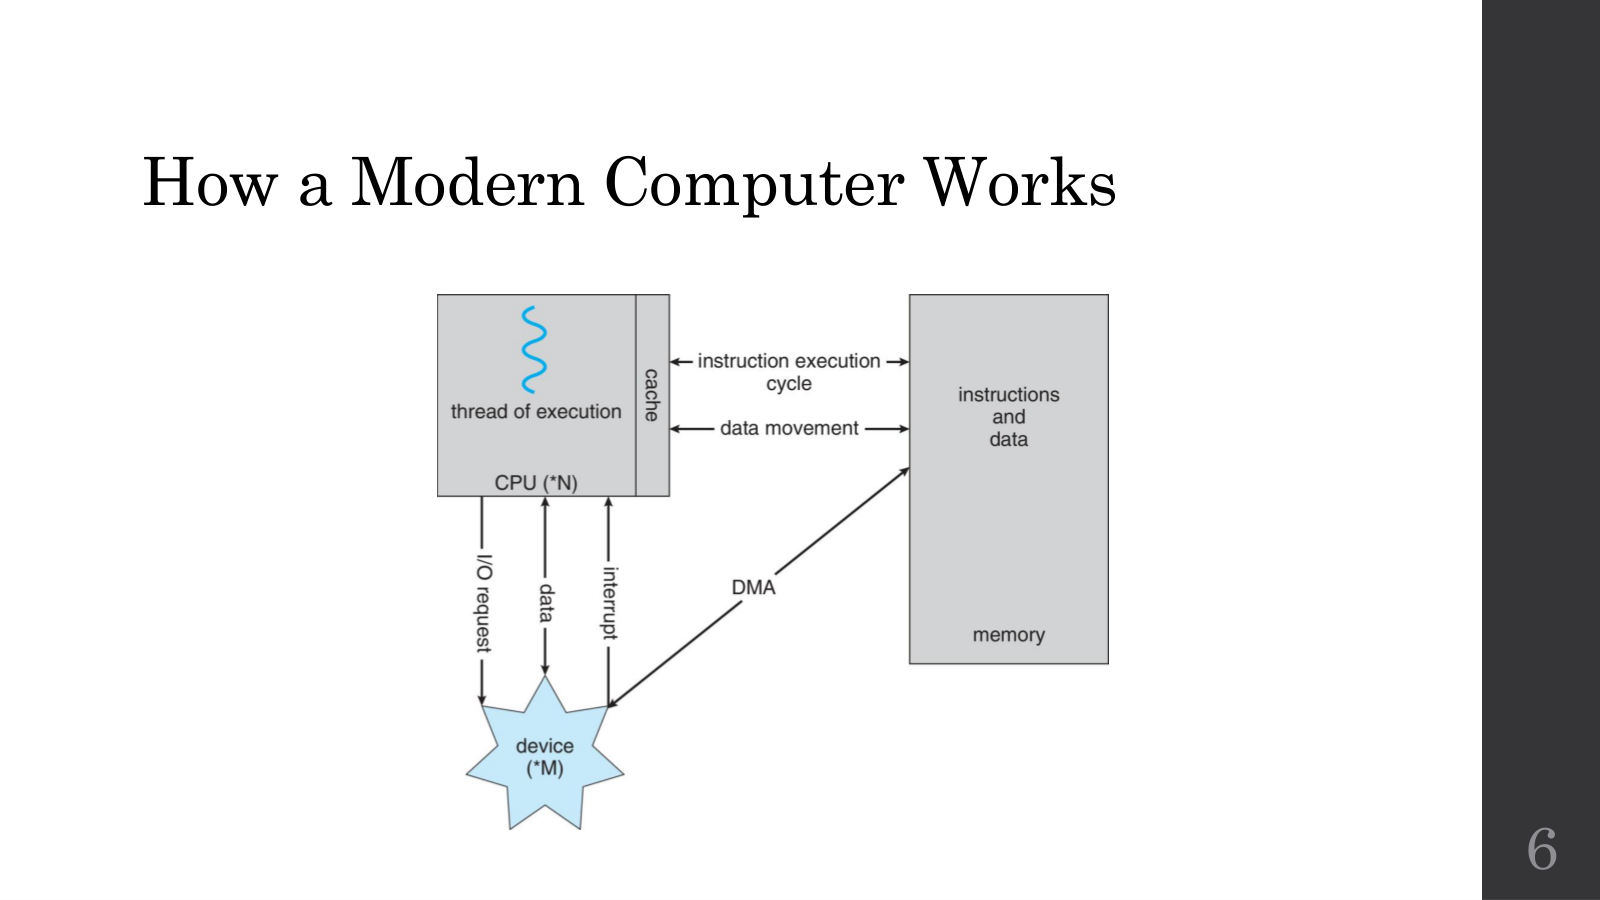 How a Modern Computer Works
thread of execution
CPU (*N)
cache
instruction execution
cycle
data movement
instructions
and
data
memory
I/O request
data
interrupt
DMA
device
(*M)
6